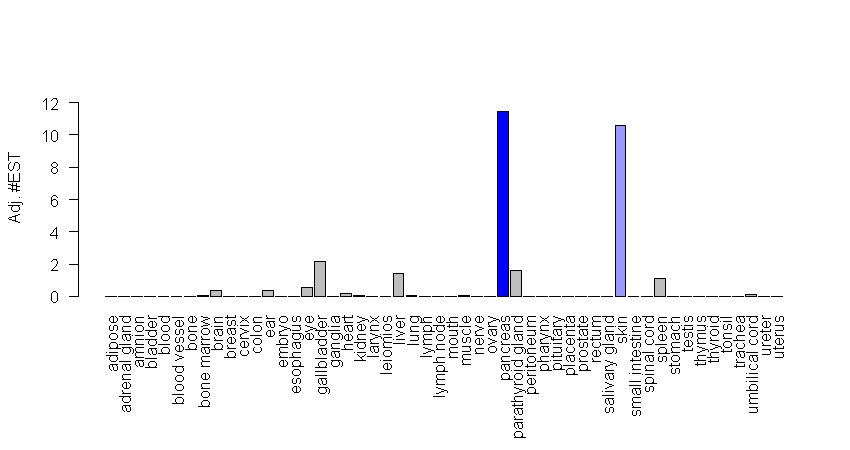 Adj. #EST
12
10
8
6
4
2
0
adipose
adrenal gland
amnion
bladder
blood
blood vessel
bone
bone marrow
brain
breast
cervix
colon
ear
embryo
esophagus
eye
gallbladder
ganglia
heart
kidney
larynx
leiomios
liver
lung
lymph
lymph node
mouth
muscle
nerve
ovary
pancreas
parathyroid gland
peritoneum
pharynx
pituitary
placenta
prostate
rectum
salivary gland
skin
small intestine
spinal cord
spleen
stomach
testis
thymus
thyroid
tonsil
trachea
umbilical cord
ureter
uterus